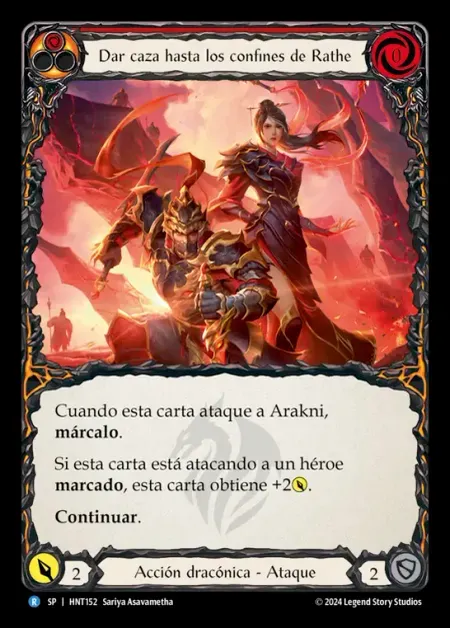 Dar caza hasta los confines de Rathe
0
Cuando esta carta ataque a Arakni,
márcalo.
Si esta carta está atacando a un héroe
marcado, esta carta obtiene +2.
Continuar.
2 Acción dracónica - Ataque 2
R SP | HNT152 Sariya Asavametha © 2024 Legend Story Studios